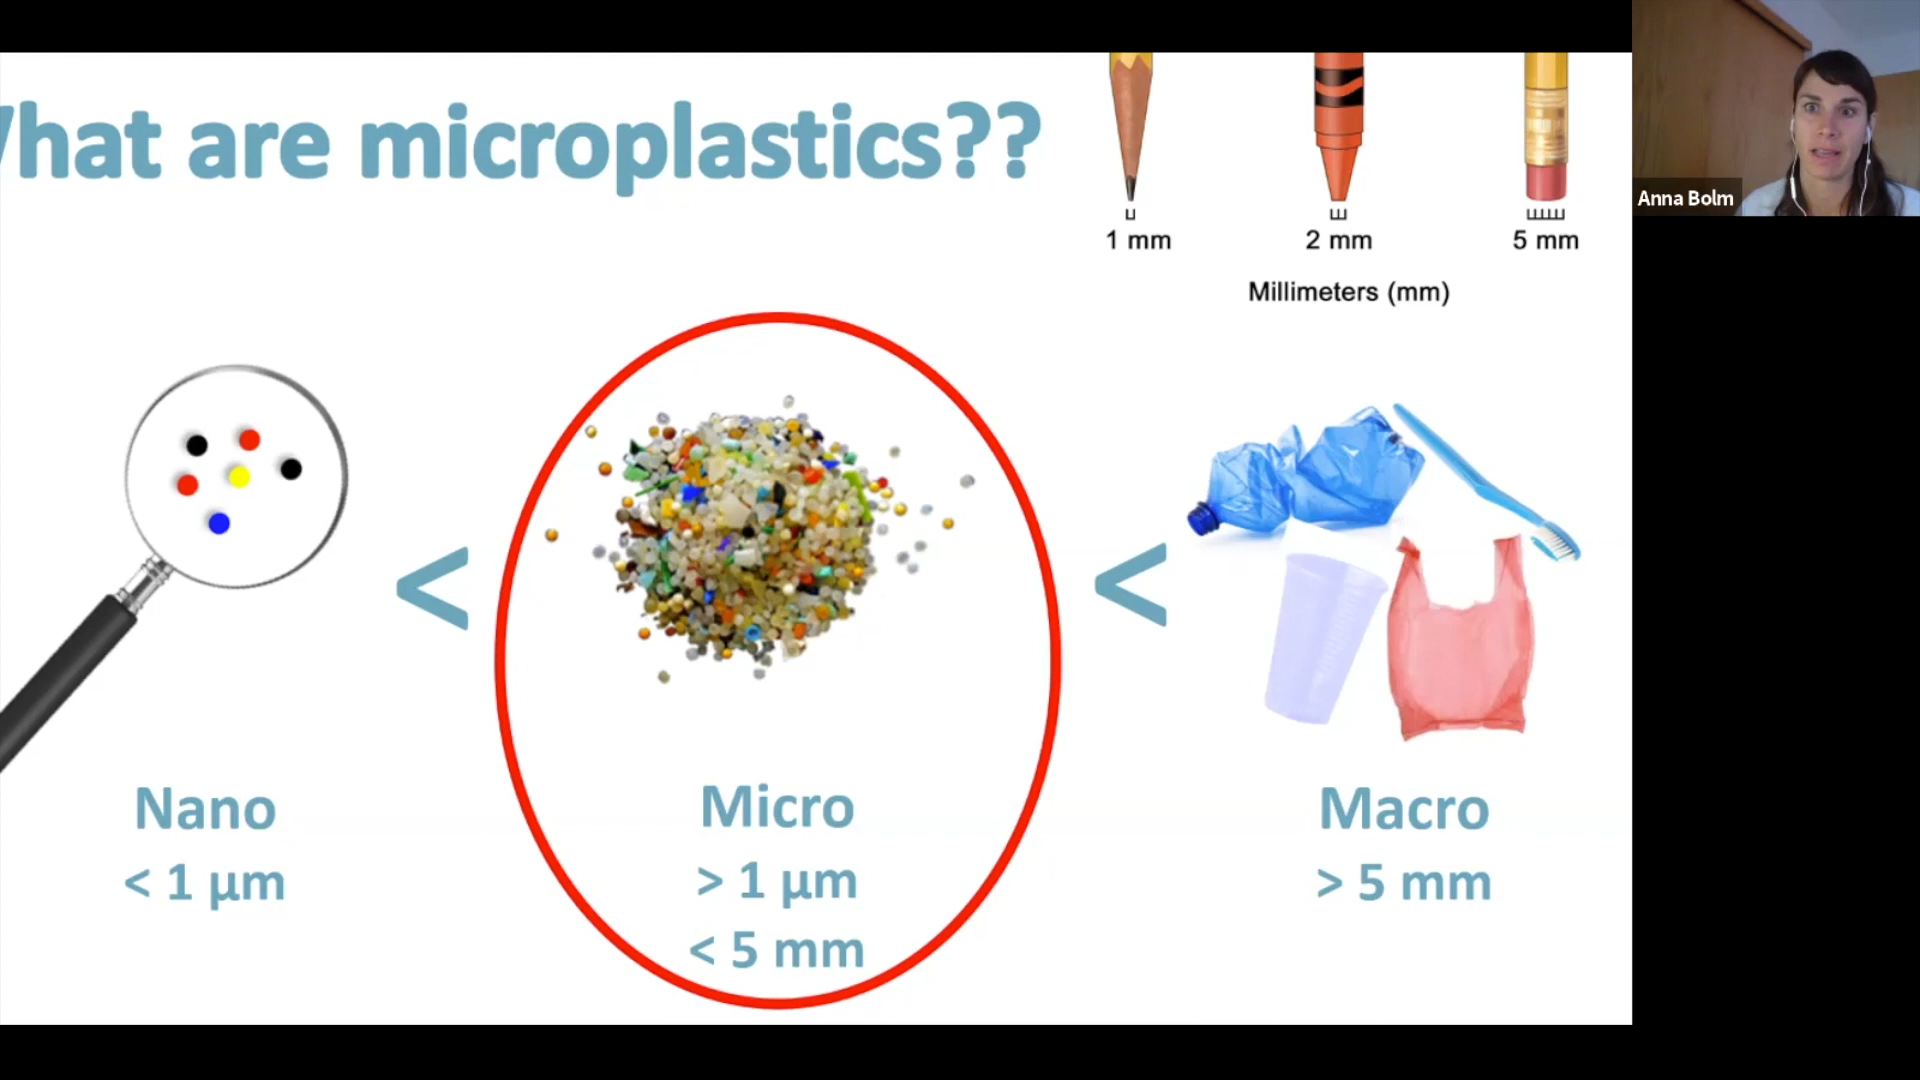 What are microplastics??
1 mm
2 mm
5 mm
Millimeters (mm)
Anna Bolm
<
<
Nano
< 1 µm
Micro
> 1 µm
< 5 mm
Macro
> 5 mm